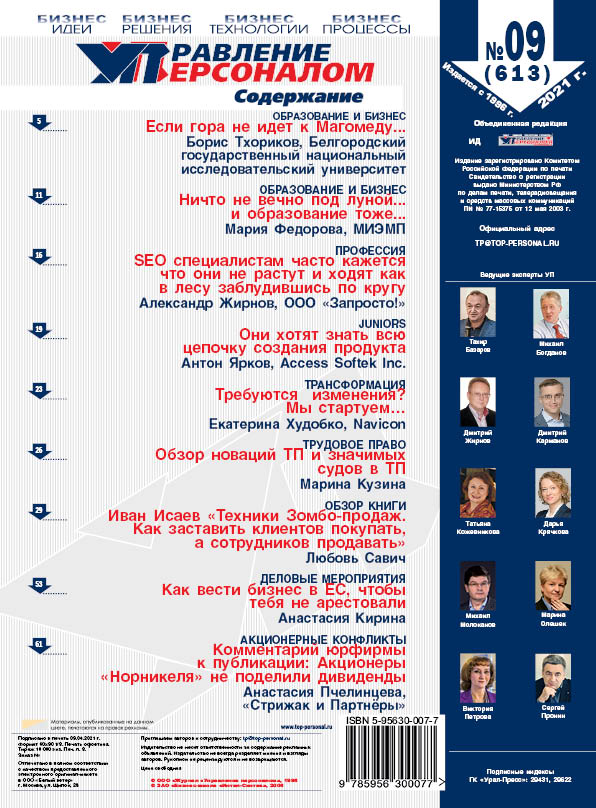 БИЗНЕС БИЗНЕС БИЗНЕС БИЗНЕС
ИДЕИ РЕШЕНИЯ ТЕХНОЛОГИИ ПРОЦЕССЫ
УПРАВЛЕНИЕ
ПЕРСОНАЛОМ
Содержание
5
ОБРАЗОВАНИЕ И БИЗНЕС
Если гора не идет к Магомеду...
Борис Тхориков, Белгородский
государственный национальный
исследовательский университет
11
ОБРАЗОВАНИЕ И БИЗНЕС
Ничто не вечно под луной...
и образование тоже...
Мария Федорова, МИЭМП
16
ПРОФЕССИЯ
SEO специалистам часто кажется
что они не растут и ходят как
в лесу заблудившись по кругу
Александр Жирнов, ООО «Запросто!»
19
JUNIORS
Они хотят знать всю
цепочку создания продукта
Антон Ярков, Access Softek Inc.
23
ТРАНСФОРМАЦИЯ
Требуются изменения?
Мы стартуем...
Екатерина Худобко, Navicon
26
ТРУДОВОЕ ПРАВО
Обзор новаций ТП и значимых
судов в ТП
Марина Кузина
29
ОБЗОР КНИГИ
Иван Исаев «Техники Зомбо-продаж.
Как заставить клиентов покупать,
а сотрудников продавать»
Любовь Савич
53
ДЕЛОВЫЕ МЕРОПРИЯТИЯ
Как вести бизнес в ЕС, чтобы
тебя не арестовали
Анастасия Кирина
61
АКЦИОНЕРНЫЕ КОНФЛИКТЫ
Комментарии юрфирмы
к публикации: Акционеры
«Норникеля» не поделили дивиденды
Анастасия Пчелинцева,
«Стрижак и Партнёры»
Материалы, опубликованные на данном
цвете, печатаются на правах рекламы.
www.top-personal.ru
Подписано в печать 09.04.2021 г.
Формат 60x90 1/8. Печать офсетная.
Тираж 10 000 экз. Печ. л. 8.
Заказ №
Отпечатано в полном соответствии
с качеством предоставленного
электронного оригинал-макета
в ООО «Белый ветер»
г. Москва, ул. Щипок, 28
Приглашаем авторов к сотрудничеству: tp@top-personal.ru
Издательство не несет ответственности за содержание рекламных
объявлений. Издательство не всегда разделяет мнения и взгляды
авторов. Рукописи не рецензируются и не возвращаются.
Цена свободная
© ООО «Журнал «Управление персоналом», 1996
ISBN 5-95630-007-7
9 785956 300077 >
№ 09
(613)
Издается с 1996 г.
2021 г.
Объединенная редакция
ИД УПРАВЛЕНИЕ ПЕРСОНАЛОМ
Издание зарегистрировано Комитетом
Российской Федерации по печати
Свидетельство о регистрации
выдано Министерством РФ
по делам печати, телерадиовещания
и средств массовых коммуникаций
ПИ № 77-15375 от 12 мая 2003 г.
Официальный адрес
TP@TOP-PERSONAL.RU
Ведущие эксперты УП
Тахир
Базаров
Михаил
Богданов
Дмитрий
Жирнов
Дмитрий
Карманов
Татьяна
Кожевникова
Дарья
Крячкова
Михаил
Молоканов
Марина
Олешек
Виктория
Петрова
Сергей
Пронин
Подписные индексы
ГК «Урал-Пресс»: 29431, 29622